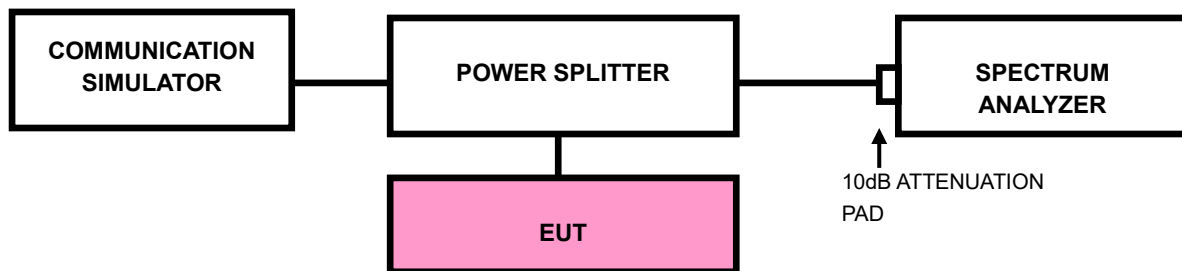 COMMUNICATION
SIMULATOR
POWER SPLITTER
SPECTRUM
ANALYZER
10dB ATTENUATION
PAD
EUT